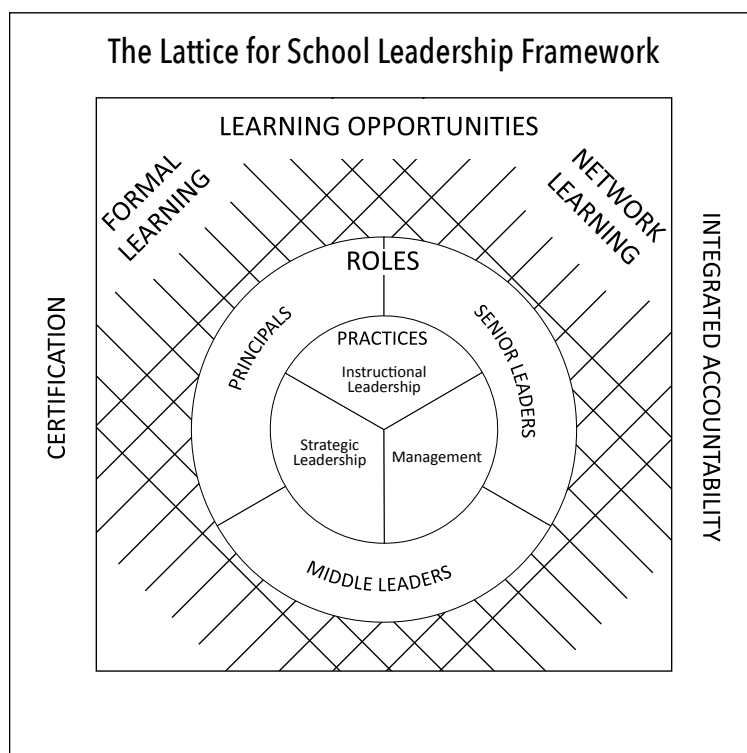 The Lattice for School Leadership Framework
LEARNING OPPORTUNITIES
FORMAL
LEARNING
NETWORK
LEARNING
CERTIFICATION
INTEGRATED ACCOUNTABILITY
ROLES
PRINCIPALS
SENIOR LEADERS
PRACTICES
Instructional
Leadership
Strategic
Leadership
Management
MIDDLE LEADERS